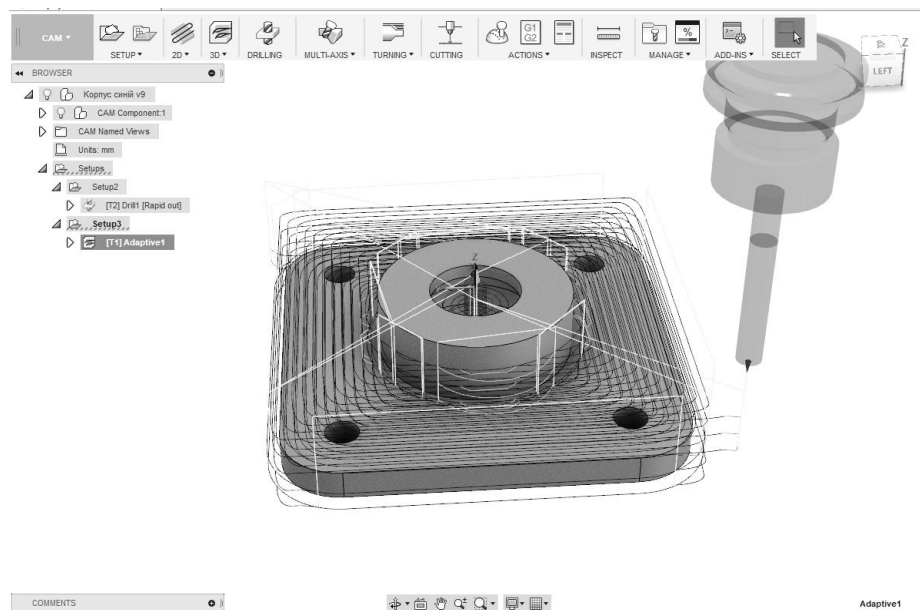 CAM
SETUP
2D
3D
DRILLING
MULTI-AXIS
TURNING
CUTTING
G1
G2
ACTIONS
INSPECT
%
MANAGE
ADD-INS
SELECT
Z
LEFT
BROWSER
Корпус синій v9
CAM Component:1
CAM Named Views
Units: mm
Setups
Setup2
[T2] Drill1 [Rapid out]
Setup3
[T1] Adaptive1
Z
COMMENTS
Adaptive1